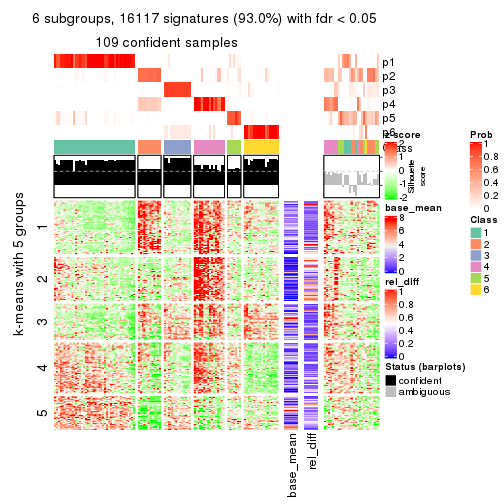 6 subgroups, 16117 signatures (93.0%) with fdr < 0.05
109 confident samples
p1
p2
p3
p4
p5
p6
Class
z-score
2
1
0
-1
-2
Silhouette
score
Prob
1
0.8
0.6
0.4
0.2
0
base_mean
8
6
4
2
0
Class
1
2
3
4
5
6
rel_diff
1
0.8
0.6
0.4
0.2
0
Status (barplots)
confident
ambiguous
k-means with 5 groups
1
2
3
4
5
base_mean
rel_diff